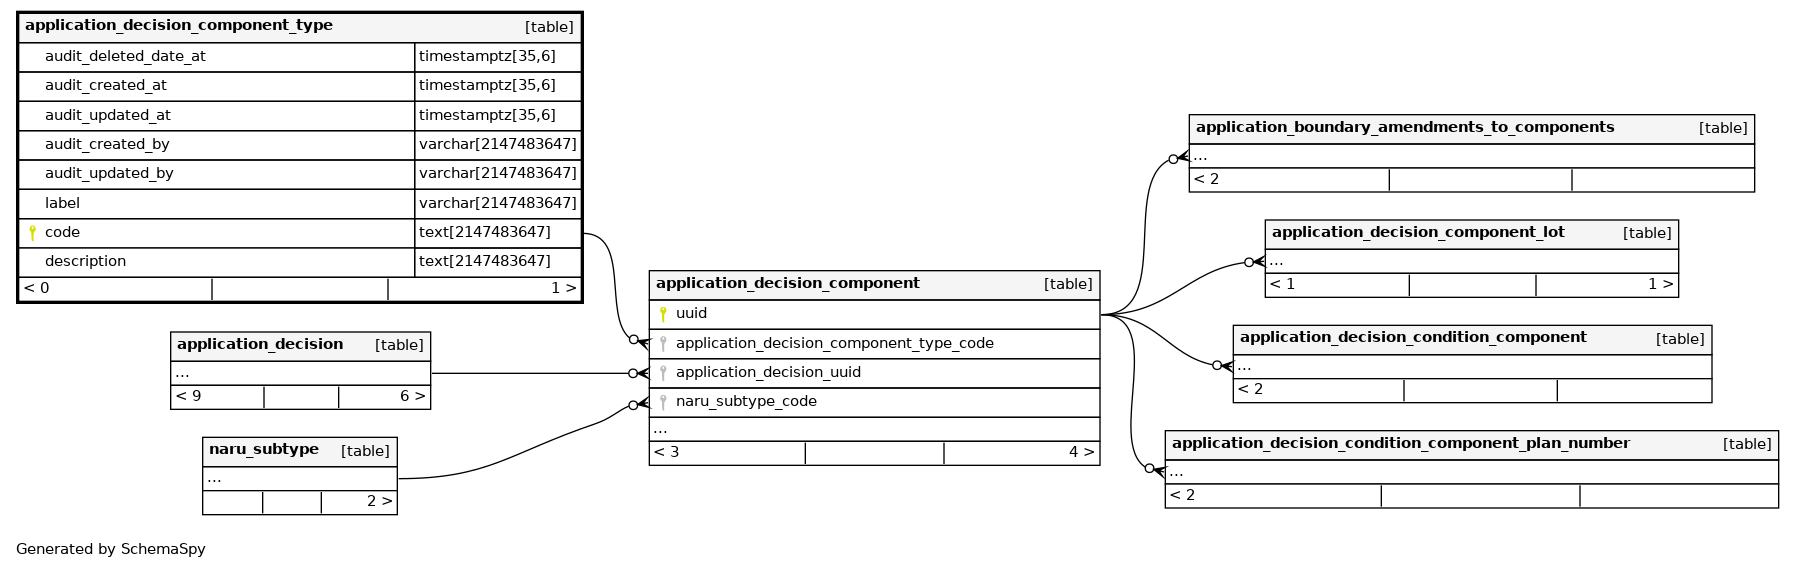 application_decision_component_type [table]
audit_deleted_date_at timestamptz[35,6]
audit_created_at timestamptz[35,6]
audit_updated_at timestamptz[35,6]
audit_created_by varchar[2147483647]
audit_updated_by varchar[2147483647]
label varchar[2147483647]
code text[2147483647]
description text[2147483647]
< 0 1 >
application_decision [table]
...
< 9 6 >
naru_subtype [table]
...
2 >
application_decision_component [table]
uuid
application_decision_component_type_code
application_decision_uuid
naru_subtype_code
...
< 3 4 >
application_boundary_amendments_to_components [table]
...
< 2
application_decision_component_lot [table]
...
< 1 1 >
application_decision_condition_component [table]
...
< 2
application_decision_condition_component_plan_number [table]
...
< 2
Generated by SchemaSpy